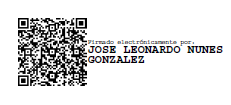 Firmado electrónicamente por:
JOSE LEONARDO NUNES
GONZALEZ